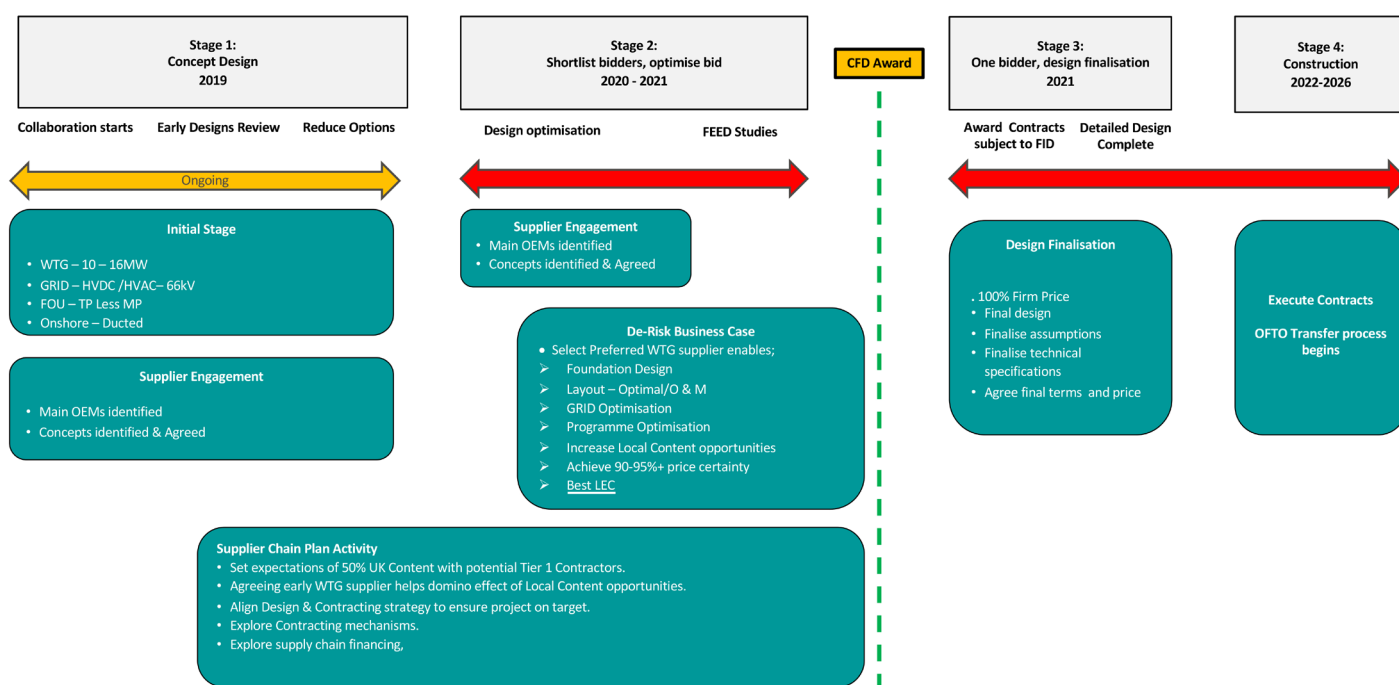 Stage 1:
Concept Design
2019
Stage 2:
Shortlist bidders, optimise bid
2020 - 2021
CFD Award
Stage 3:
One bidder, design finalisation
2021
Stage 4:
Construction
2022-2026
Collaboration starts
Early Designs Review
Reduce Options
Design optimisation
FEED Studies
Award Contracts
subject to FID
Detailed Design
Complete
Ongoing
Initial Stage
• WTG – 10 – 16MW
• GRID – HVDC /HVAC– 66kV
• FOU – TP Less MP
• Onshore – Ducted
Supplier Engagement
• Main OEMs identified
• Concepts identified & Agreed
Supplier Engagement
• Main OEMs identified
• Concepts identified & Agreed
De-Risk Business Case
• Select Preferred WTG supplier enables;
➢ Foundation Design
➢ Layout – Optimal/O & M
➢ GRID Optimisation
➢ Programme Optimisation
➢ Increase Local Content opportunities
➢ Achieve 90-95%+ price certainty
➢ Best LEC
Supplier Chain Plan Activity
• Set expectations of 50% UK Content with potential Tier 1 Contractors.
• Agreeing early WTG supplier helps domino effect of Local Content opportunities.
• Align Design & Contracting strategy to ensure project on target.
• Explore Contracting mechanisms.
• Explore supply chain financing,
Design Finalisation
. 100% Firm Price
• Final design
• Finalise assumptions
• Finalise technical
specifications
• Agree final terms and price
Execute Contracts
OFTO Transfer process
begins